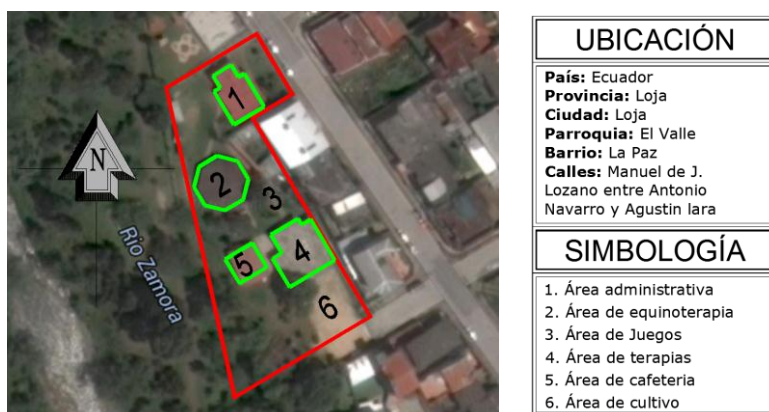 1
N
2
3
4
5
6
Rio Zamora
UBICACIÓN
País: Ecuador
Provincia: Loja
Ciudad: Loja
Parroquia: El Valle
Barrio: La Paz
Calles: Manuel de J.
Lozano entre Antonio
Navarro y Agustin lara
SIMBOLOGÍA
1. Área administrativa
2. Área de equinoterapia
3. Área de Juegos
4. Área de terapias
5. Área de cafeteria
6. Área de cultivo